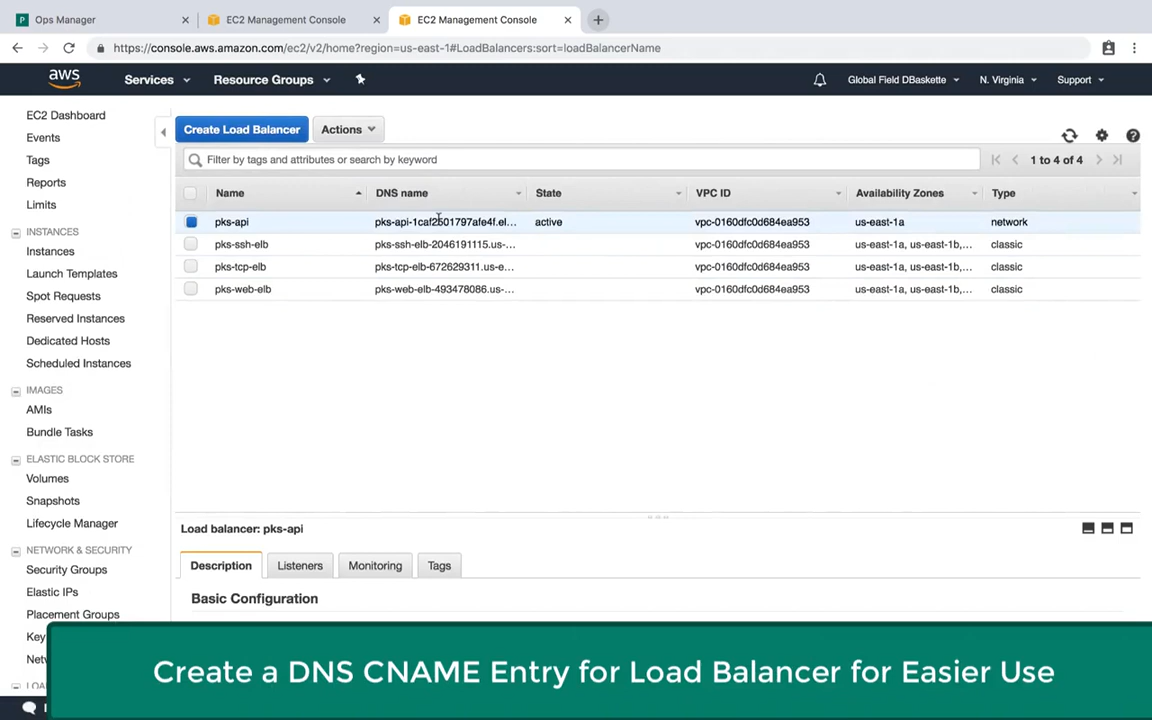 Ops Manager
EC2 Management Console
EC2 Management Console
https://console.aws.amazon.com/ec2/v2/home?region=us-east-1#LoadBalancers:sort=loadBalancerName
aws
Services
Resource Groups
Global Field DBaskette
N. Virginia
Support
EC2 Dashboard
Events
Tags
Reports
Limits
INSTANCES
Instances
Launch Templates
Spot Requests
Reserved Instances
Dedicated Hosts
Scheduled Instances
IMAGES
AMIs
Bundle Tasks
ELASTIC BLOCK STORE
Volumes
Snapshots
Lifecycle Manager
NETWORK & SECURITY
Security Groups
Elastic IPs
Placement Groups
Create Load Balancer
Actions
Filter by tags and attributes or search by keyword
1 to 4 of 4
Name DNS name State VPC ID Availability Zones Type
pks-api pks-api-1caf2601797afe4f.el... active vpc-0160dfc0d684ea953 us-east-1a network
pks-ssh-elb pks-ssh-elb-2046191115.us-... vpc-0160dfc0d684ea953 us-east-1a, us-east-1b,... classic
pks-tcp-elb pks-tcp-elb-672629311.us-e... vpc-0160dfc0d684ea953 us-east-1a, us-east-1b,... classic
pks-web-elb pks-web-elb-493478086.us-... vpc-0160dfc0d684ea953 us-east-1a, us-east-1b,... classic
Load balancer: pks-api
Description
Listeners
Monitoring
Tags
Basic Configuration
Create a DNS CNAME Entry for Load Balancer for Easier Use